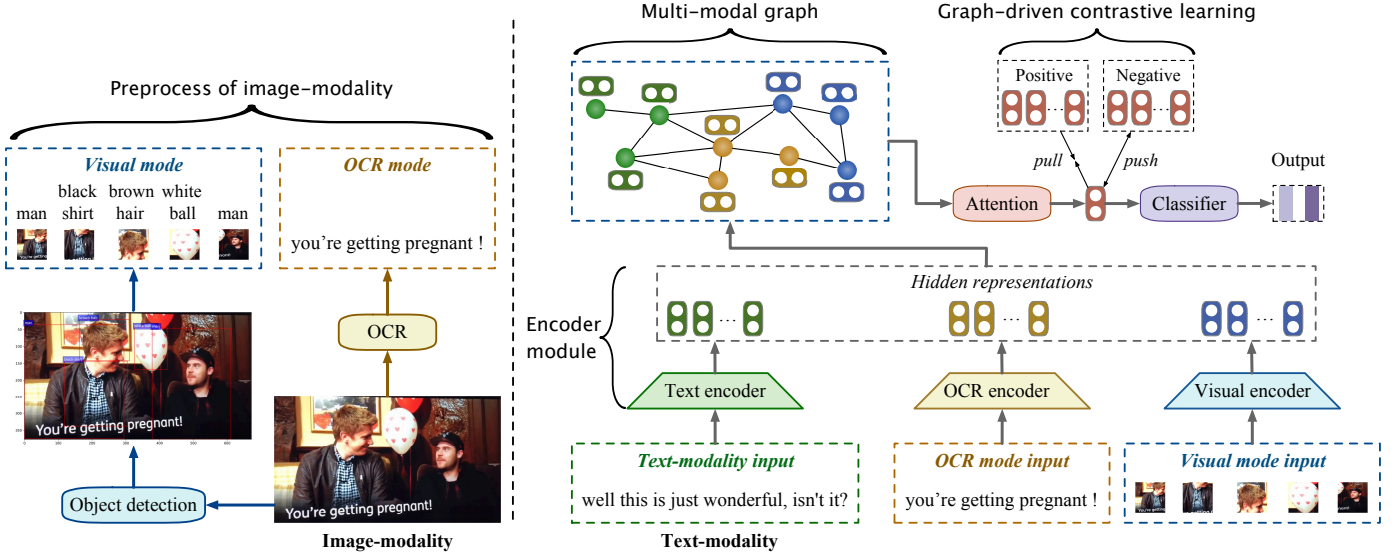 Preprocess of image-modality
Visual mode
man
black shirt
brown hair
white ball
man
OCR mode
you're getting pregnant !
OCR
You're getting pregnant!
Object detection
You're getting pregnant!
Image-modality
Multi-modal graph
Graph-driven contrastive learning
Positive
Negative
pull
push
Attention
Classifier
Output
Encoder module
Hidden representations
Text encoder
OCR encoder
Visual encoder
Text-modality input
well this is just wonderful, isn't it?
OCR mode input
you're getting pregnant !
Visual mode input
Text-modality